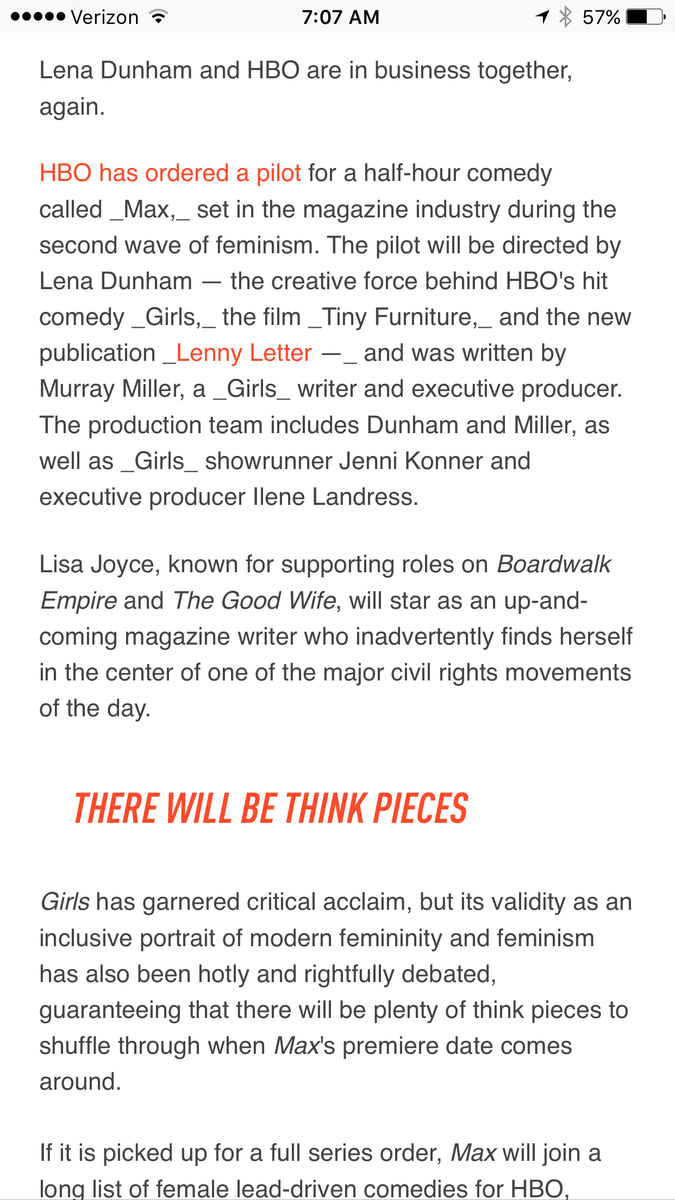 Verizon 7:07 AM 57%
Lena Dunham and HBO are in business together,
again.
HBO has ordered a pilot for a half-hour comedy
called _Max,_ set in the magazine industry during the
second wave of feminism. The pilot will be directed by
Lena Dunham — the creative force behind HBO's hit
comedy _Girls,_ the film _Tiny Furniture,_ and the new
publication _Lenny Letter —_ and was written by
Murray Miller, a _Girls_ writer and executive producer.
The production team includes Dunham and Miller, as
well as _Girls_ showrunner Jenni Konner and
executive producer Ilene Landress.
Lisa Joyce, known for supporting roles on Boardwalk
Empire and The Good Wife, will star as an up-and-
coming magazine writer who inadvertently finds herself
in the center of one of the major civil rights movements
of the day.
THERE WILL BE THINK PIECES
Girls has garnered critical acclaim, but its validity as an
inclusive portrait of modern femininity and feminism
has also been hotly and rightfully debated,
guaranteeing that there will be plenty of think pieces to
shuffle through when Max's premiere date comes
around.
If it is picked up for a full series order, Max will join a
long list of female lead-driven comedies for HBO,